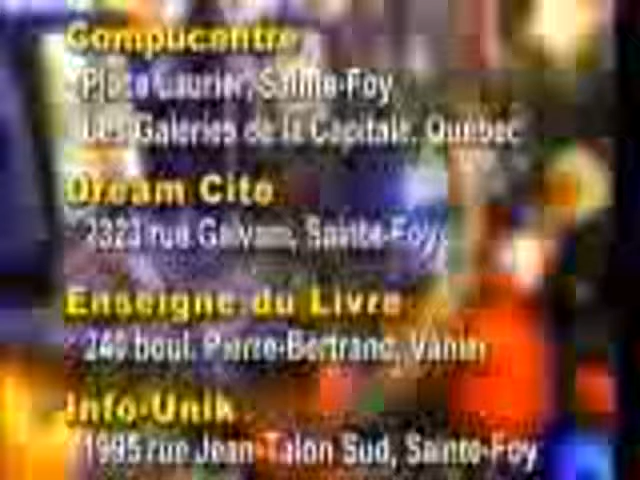 Compucentre
Place Laurier, Sainte-Foy
Les Galeries de la Capitale, Québec
Dream Cite
2323 rue Galvani, Sainte-Foy
Enseigne du Livre
240 boul. Pierre-Bertrand, Vanier
Info-Unik
1995 rue Jean-Talon Sud, Sainte-Foy